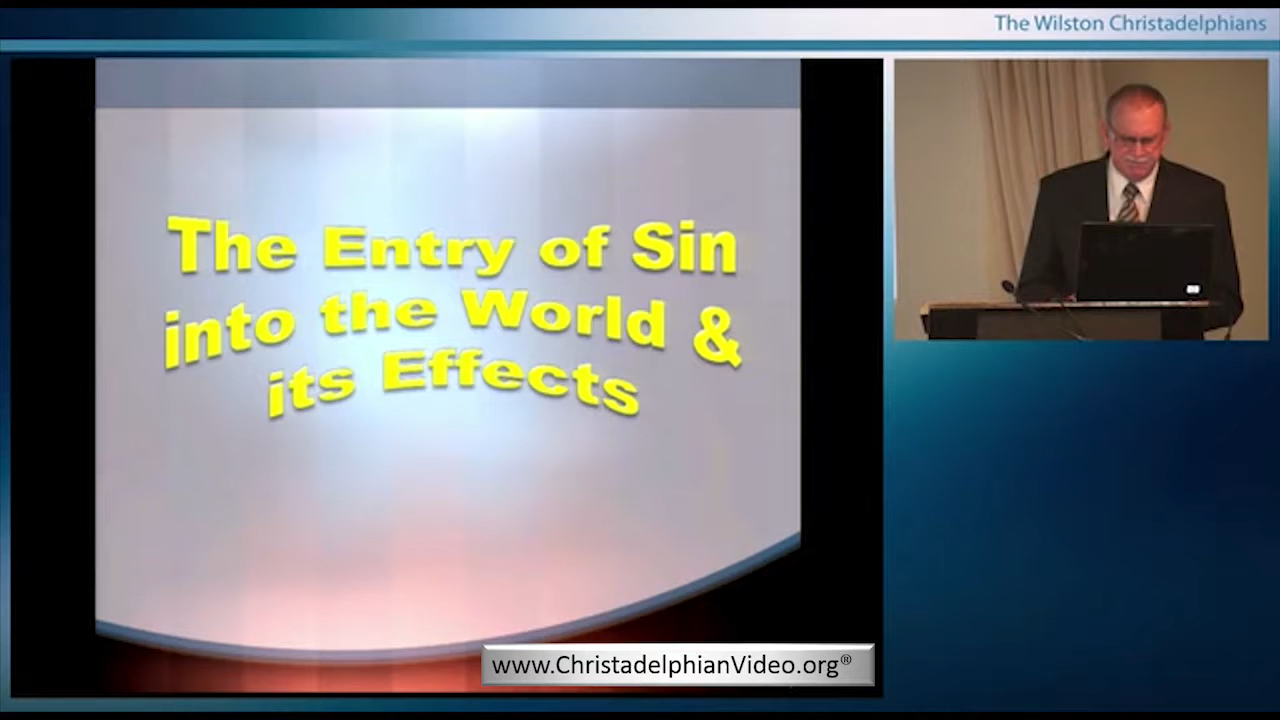 The Wilston Christadelphians
The Entry of Sin
into the World &
its Effects
www.ChristadelphianVideo.org®